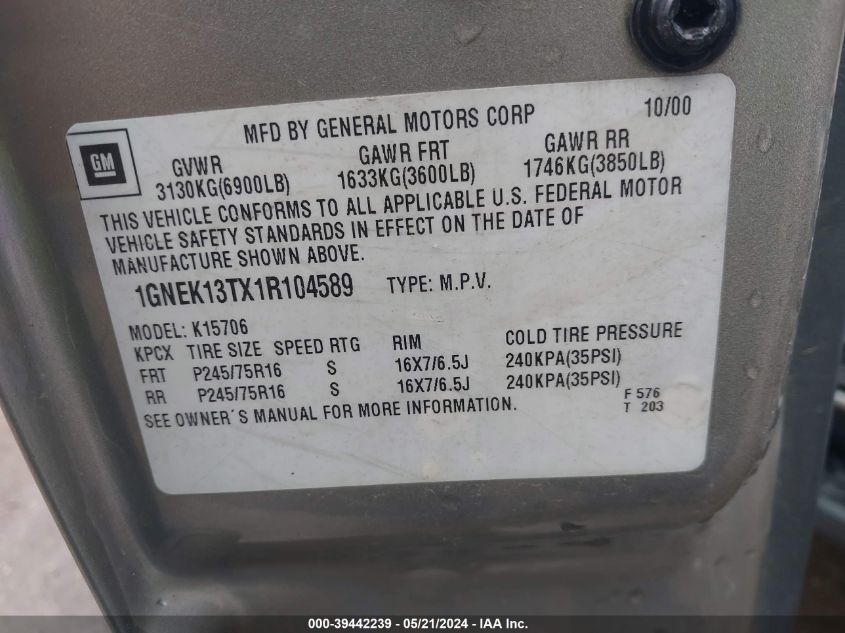 GM
MFD BY GENERAL MOTORS CORP 10/00
GVWR GAWR FRT GAWR RR
3130KG(6900LB) 1633KG(3600LB) 1746KG(3850LB)
THIS VEHICLE CONFORMS TO ALL APPLICABLE U.S. FEDERAL MOTOR
VEHICLE SAFETY STANDARDS IN EFFECT ON THE DATE OF
MANUFACTURE SHOWN ABOVE.
1GNEK13TX1R104589 TYPE: M.P.V.
MODEL: K15706
KPCX TIRE SIZE SPEED RTG RIM COLD TIRE PRESSURE
FRT P245/75R16 S 16X7/6.5J 240KPA(35PSI)
RR P245/75R16 S 16X7/6.5J 240KPA(35PSI)
SEE OWNER´S MANUAL FOR MORE INFORMATION.
F 576
T 203
000-39442239 - 05/21/2024 - IAA Inc.